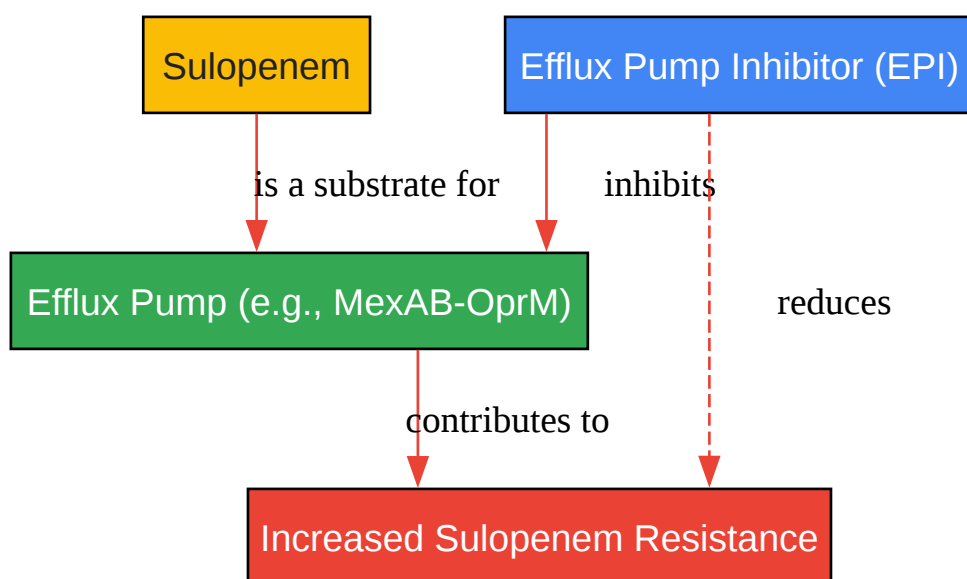 Sulopenem
Efflux Pump Inhibitor (EPI)
is a substrate for
inhibits
Efflux Pump (e.g., MexAB-OprM)
reduces
contributes to
Increased Sulopenem Resistance